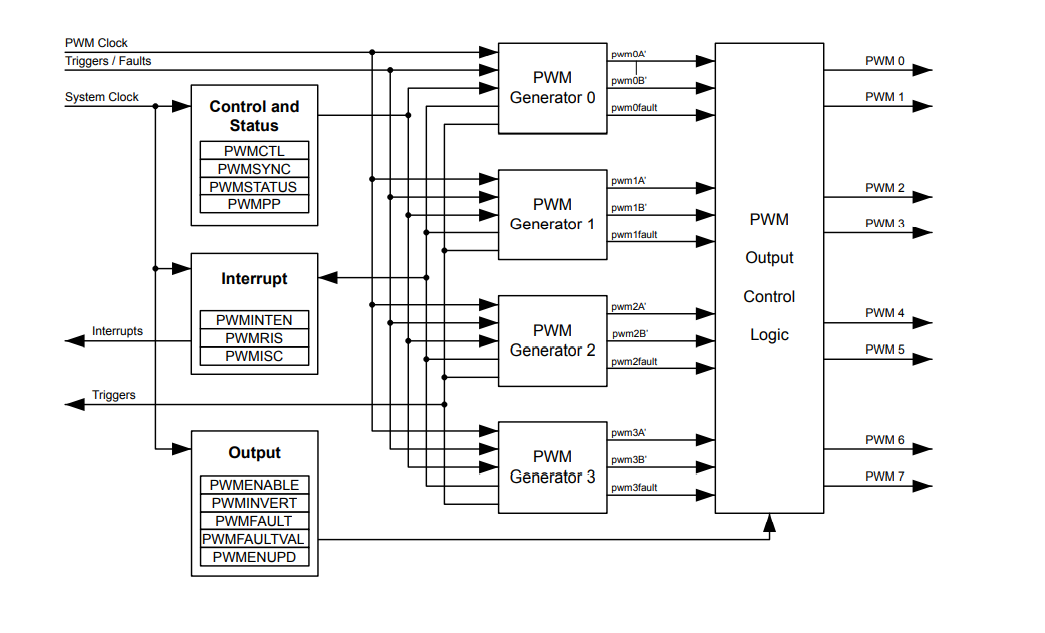 PWM Clock
Triggers / Faults
System Clock
Control and
Status
PWMCTL
PWMSYNC
PWMSTATUS
PWMPP
Interrupt
PWMINTEN
PWMRIS
PWMISC
Interrupts
Triggers
Output
PWMENABLE
PWMINVERT
PWMFAULT
PWMFAULTVAL
PWMENUPD
PWM
Generator 0
pwm0A'
pwm0B'
pwm0fault
PWM
Generator 1
pwm1A'
pwm1B'
pwm1fault
PWM
Generator 2
pwm2A'
pwm2B'
pwm2fault
PWM
Generator 3
pwm3A'
pwm3B'
pwm3fault
PWM
Output
Control
Logic
PWM 0
PWM 1
PWM 2
PWM 3
PWM 4
PWM 5
PWM 6
PWM 7